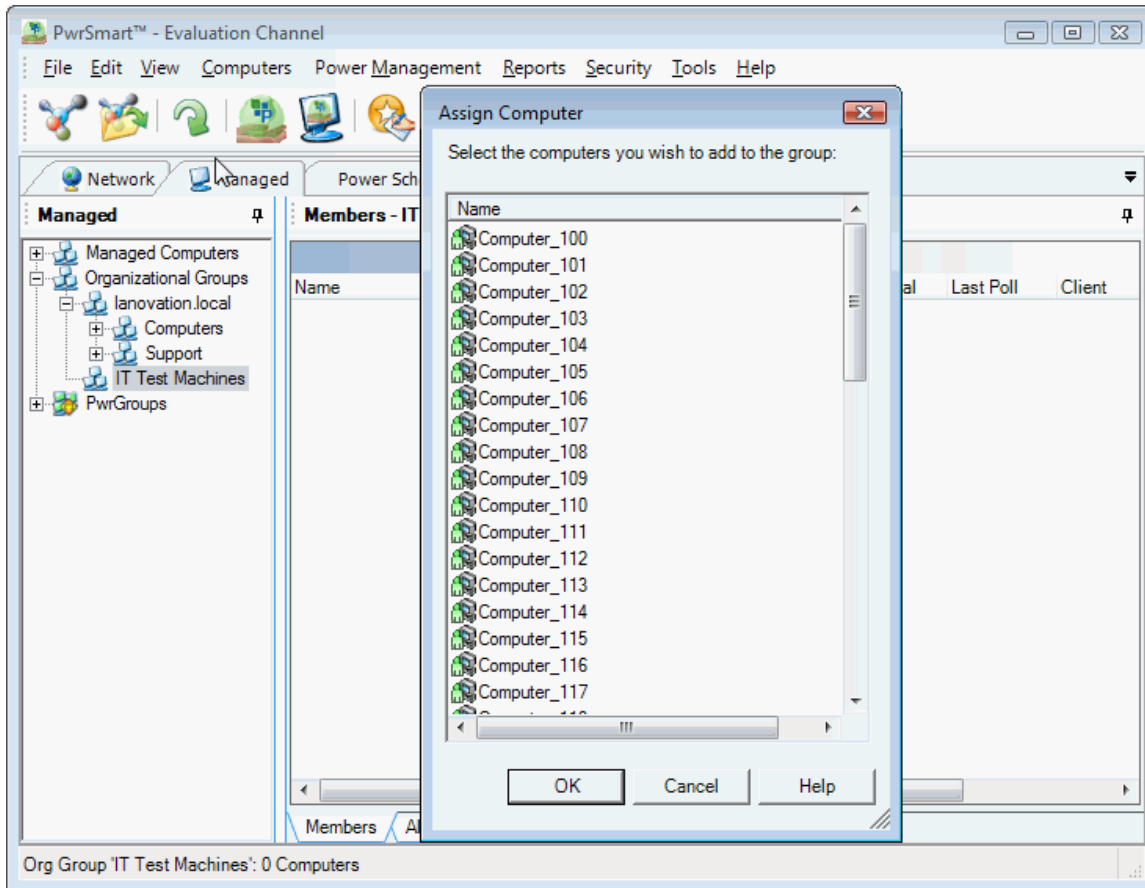 PwrSmart™ - Evaluation Channel
File Edit View Computers Power Management Reports Security Tools Help
Assign Computer
Select the computers you wish to add to the group:
Network Managed Power Sch
Managed
Members - IT
Managed Computers
Organizational Groups
lanovation.local
Computers
Support
IT Test Machines
PwrGroups
Name al Last Poll Client
Name
Computer_100
Computer_101
Computer_102
Computer_103
Computer_104
Computer_105
Computer_106
Computer_107
Computer_108
Computer_109
Computer_110
Computer_111
Computer_112
Computer_113
Computer_114
Computer_115
Computer_116
Computer_117
OK Cancel Help
Members Al
Org Group 'IT Test Machines': 0 Computers